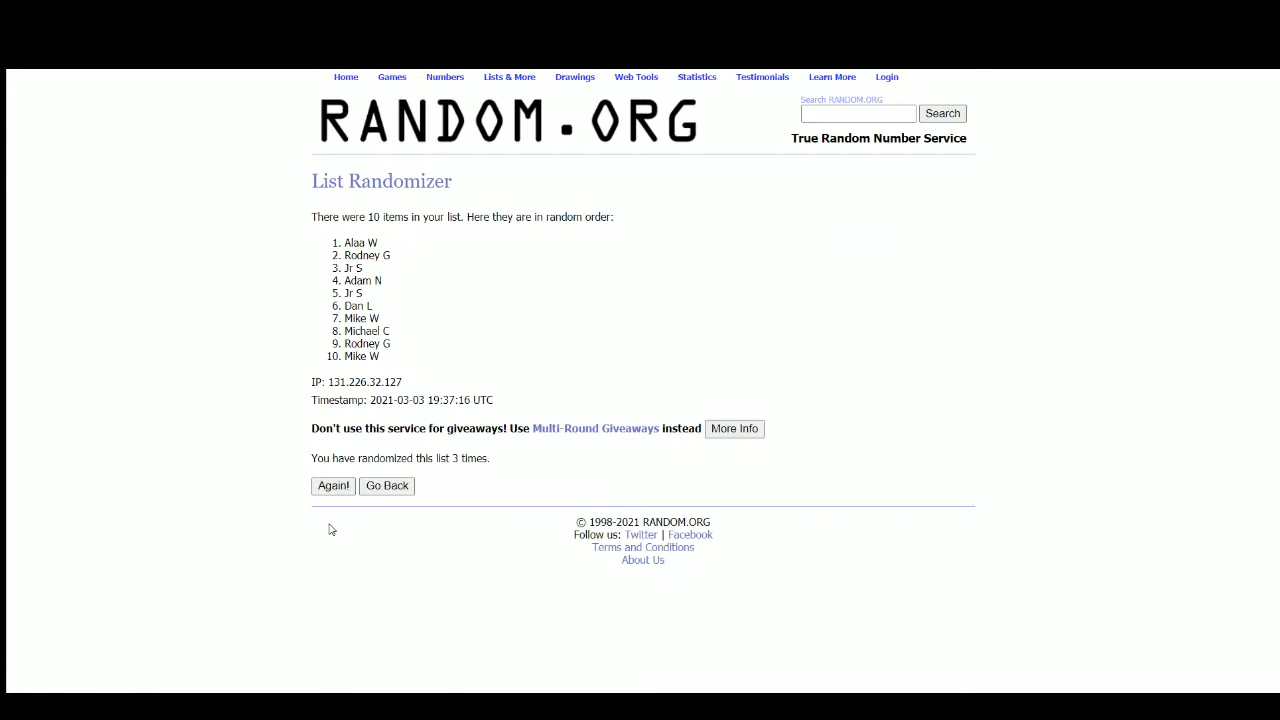 Home Games Numbers Lists & More Drawings Web Tools Statistics Testimonials Learn More Login
RANDOM.ORG
Search RANDOM.ORG
Search
True Random Number Service
List Randomizer
There were 10 items in your list. Here they are in random order:
1. Alaa W
2. Rodney G
3. Jr S
4. Adam N
5. Jr S
6. Dan L
7. Mike W
8. Michael C
9. Rodney G
10. Mike W
IP: 131.226.32.127
Timestamp: 2021-03-03 19:37:16 UTC
Don't use this service for giveaways! Use Multi-Round Giveaways instead More Info
You have randomized this list 3 times.
Again! Go Back
© 1998-2021 RANDOM.ORG
Follow us: Twitter | Facebook
Terms and Conditions
About Us